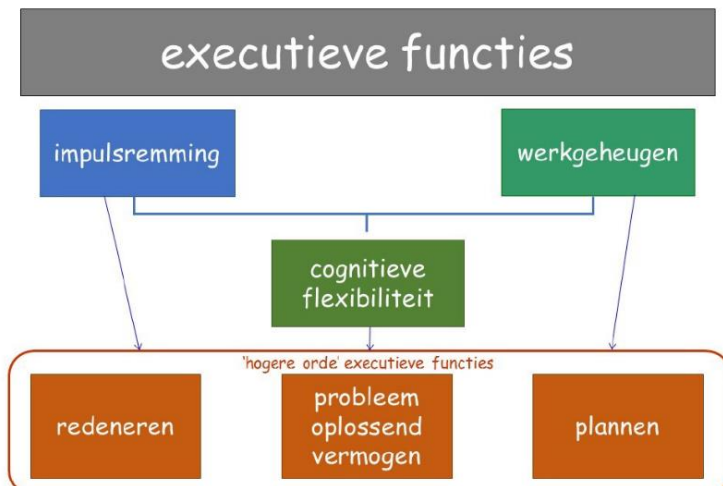 executieve functies
impulsremming
werkgeheugen
cognitieve
flexibiliteit
'hogere orde' executieve functies
redeneren
probleem
oplossend
vermogen
plannen